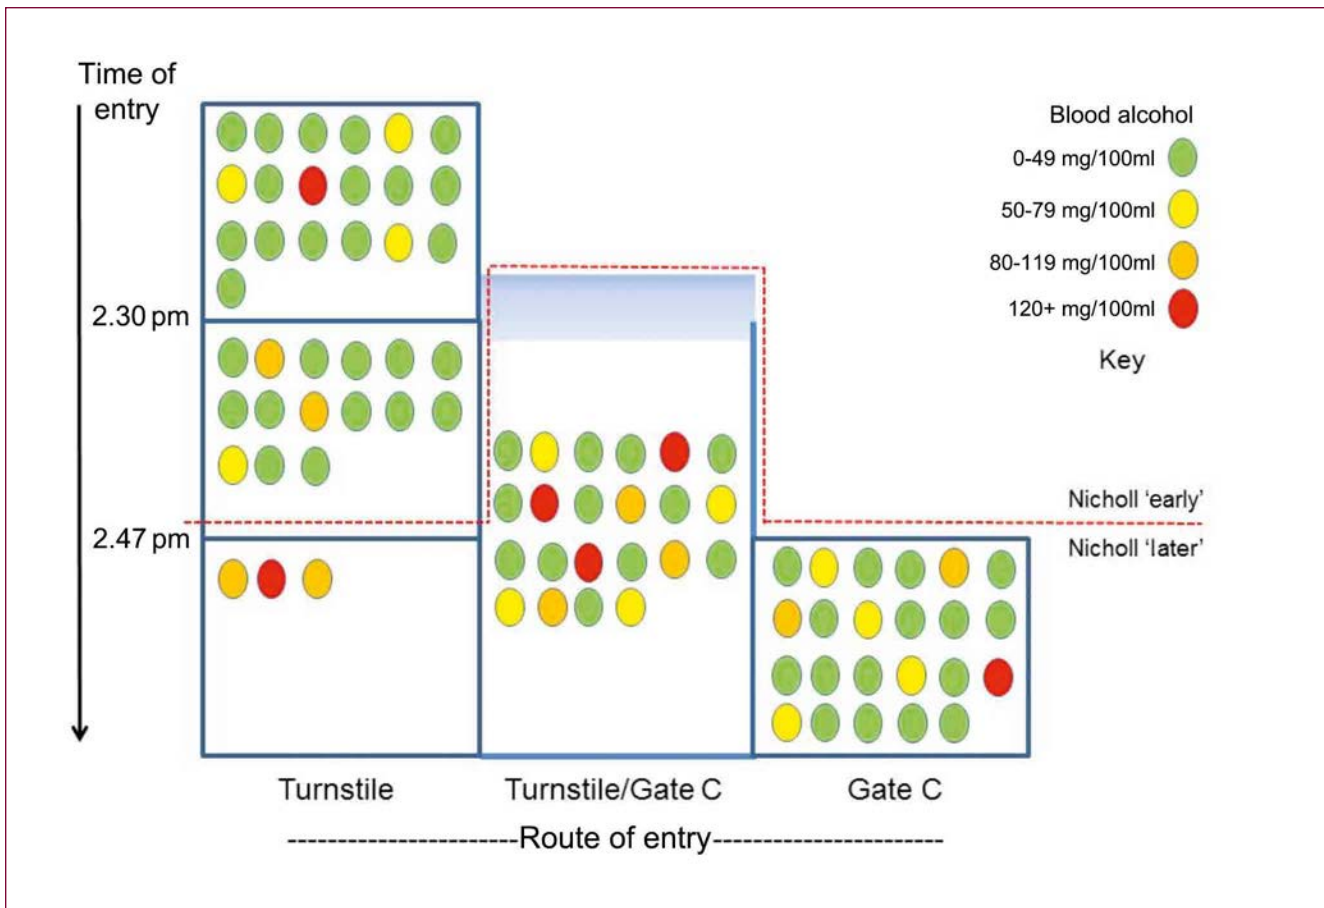 Time of
entry
Blood alcohol
0-49 mg/100ml
50-79 mg/100ml
80-119 mg/100ml
120+ mg/100ml
Key
2.30 pm
Nicholl ‘early’
2.47 pm
Nicholl ‘later’
Turnstile
Turnstile/Gate C
Gate C
----------------------Route of entry----------------------